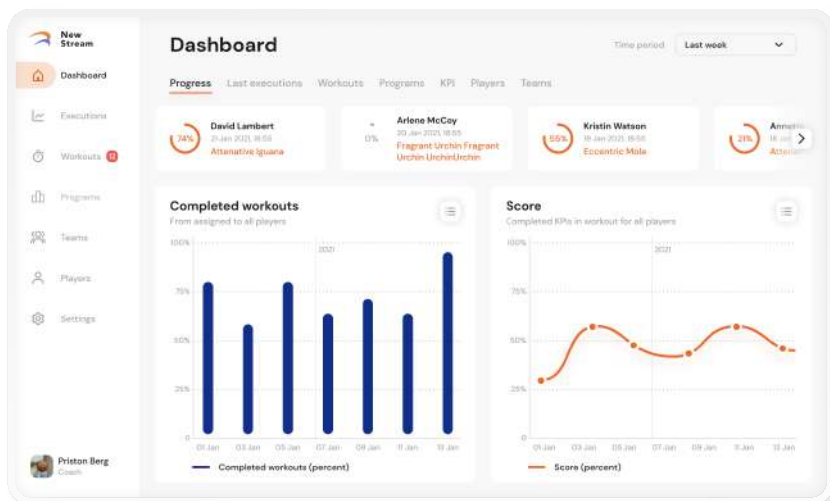 New
Stream
Dashboard
Executions
Workouts
Programs
Teams
Players
Settings
Priston Berg
Coach
Dashboard
Time period
Last week
Progress Last executions Workouts Programs KPI Players Teams
74%
David Lambert
21 Jan 2021, 18:55
Attenative Iguana
0%
Arlene McCoy
20 Jan 2021, 18:55
Fragrant Urchin Fragrant
Urchin UrchinUrchin
55%
Kristin Watson
19 Jan 2021, 18:55
Eccentric Mola
21%
Completed workouts
From assigned to all players
100%
2021
75%
50%
25%
0
01 Jan 03 Jan 05 Jan 07 Jan 09 Jan 11 Jan 13 Jan
Completed workouts (percent)
Score
Completed KPIs in workout for all players
100%
2021
75%
50%
25%
0
01 Jan 03 Jan 05 Jan 07 Jan 09 Jan 11 Jan 13 Jan
Score (percent)